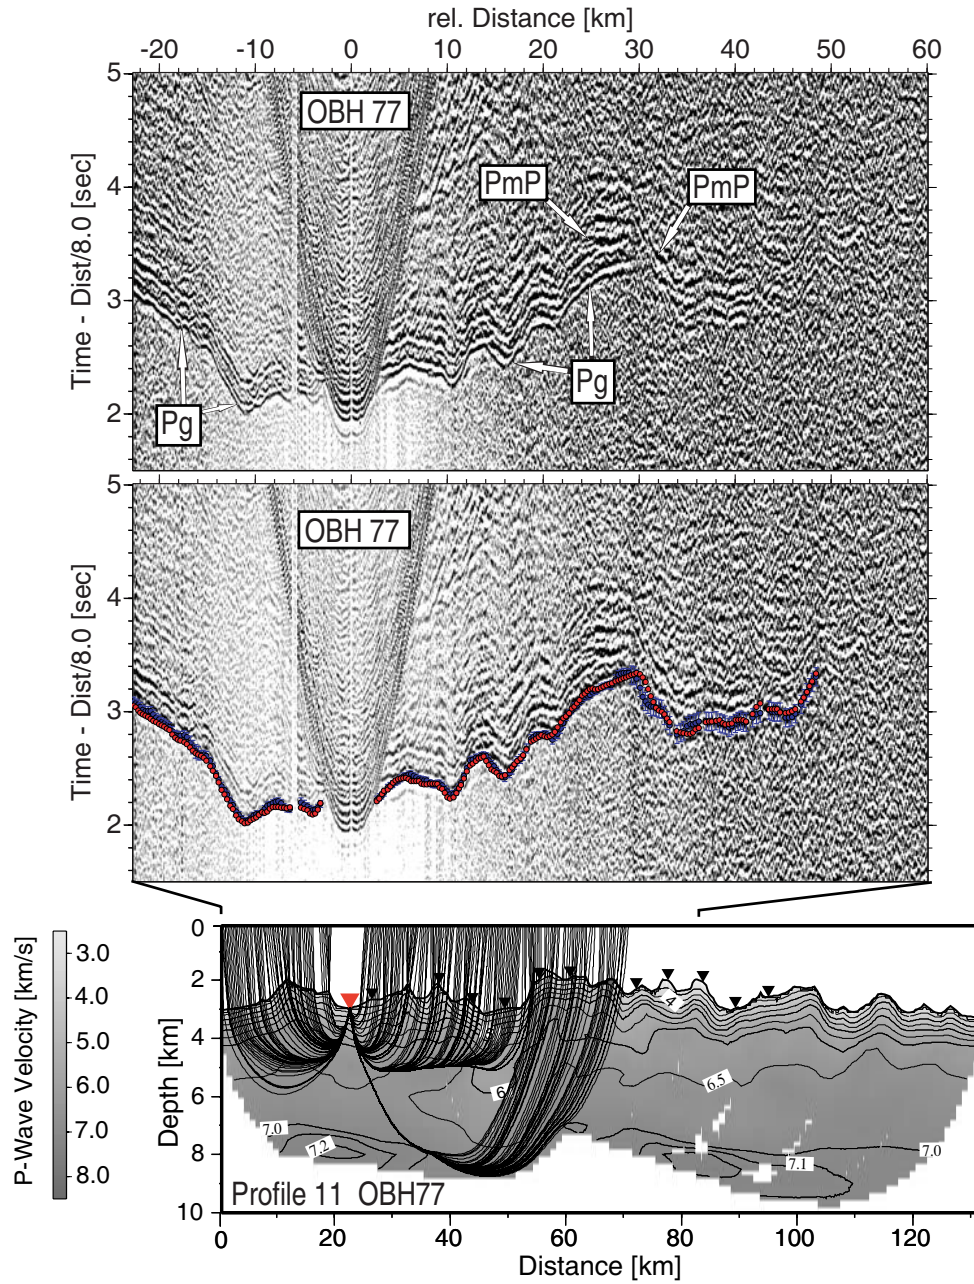 rel. Distance [km]
-20 -10 0 10 20 30 40 50 60
5
OBH 77
4
PmP PmP
3
Time - Dist/8.0 [sec]
Pg
Pg
2
5
OBH 77
4
Time - Dist/8.0 [sec]
3
2
P-Wave Velocity [km/s]
3.0
4.0
5.0
6.0
7.0
8.0
Depth [km]
0
2
4
6
8
10
4
6.5
6.
7.0
7.2
7.1
7.0
Profile 11 OBH77
0 20 40 60 80 100 120
Distance [km]